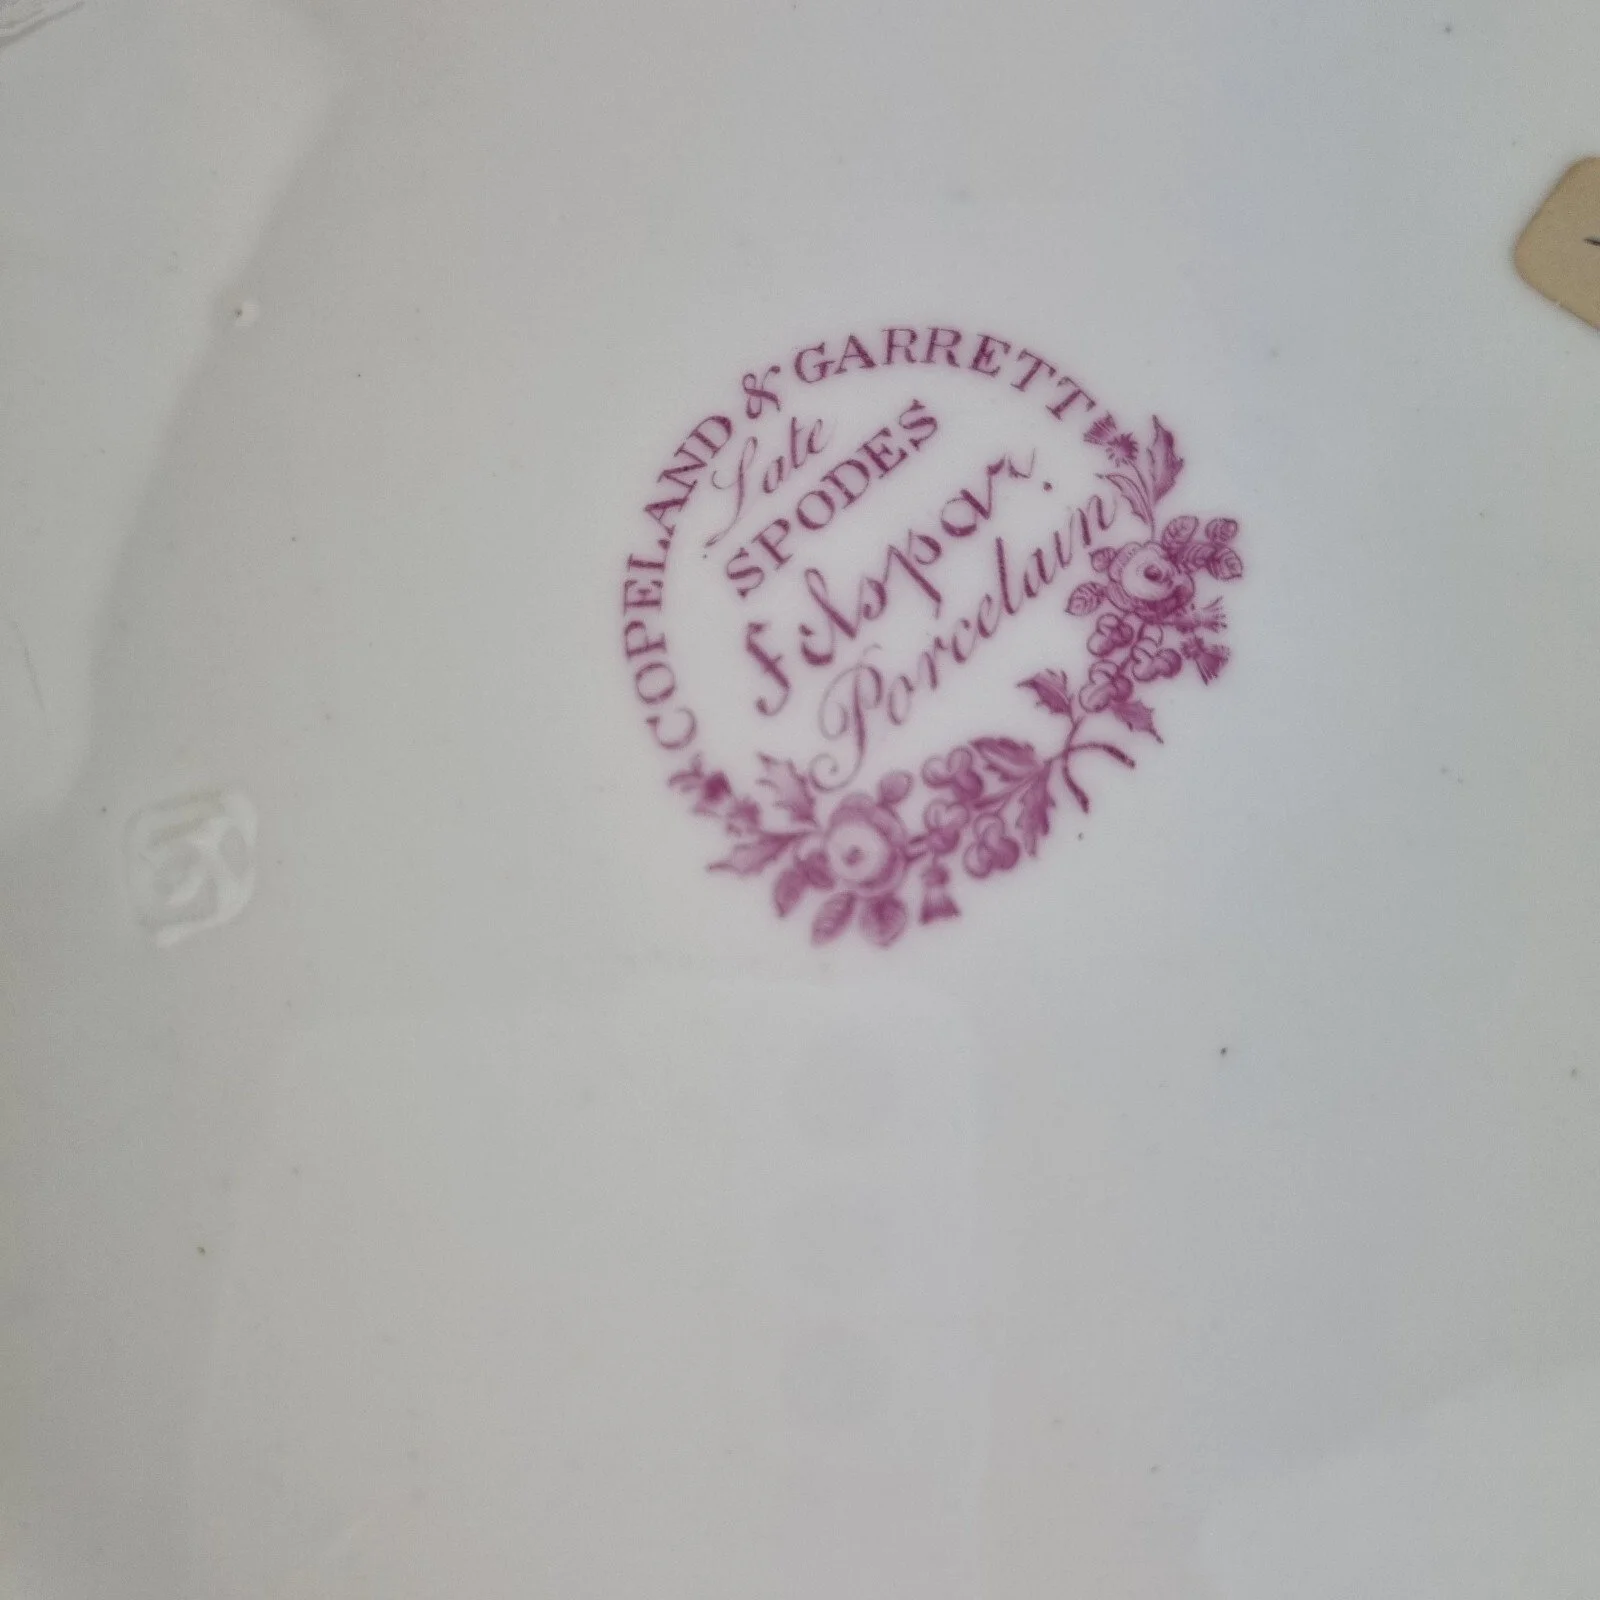 COPELAND & GARRETT
Late
SPODES
Felspar.
Porcelain